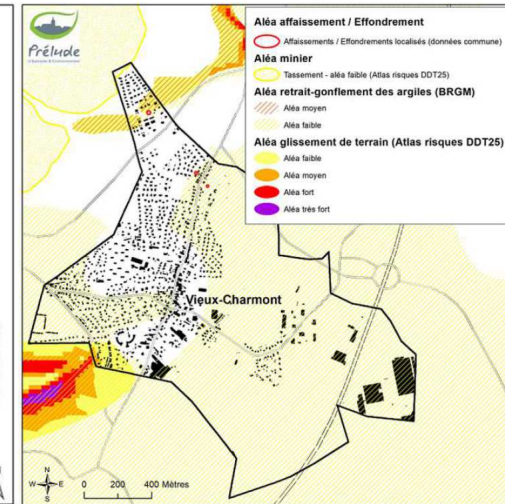 Prélude
Aléa affaissement / Effondrement
Affaissements / Effondrements localisés (données commune)
Aléa minier
Tassement - aléa faible (Atlas risques DDT25)
Aléa retrait-gonflement des argiles (BRGM)
Aléa moyen
Aléa faible
Aléa glissement de terrain (Atlas risques DDT25)
Aléa faible
Aléa moyen
Aléa fort
Aléa très fort
Vieux-Charmont
N
W E
S
0 200 400 Mètres